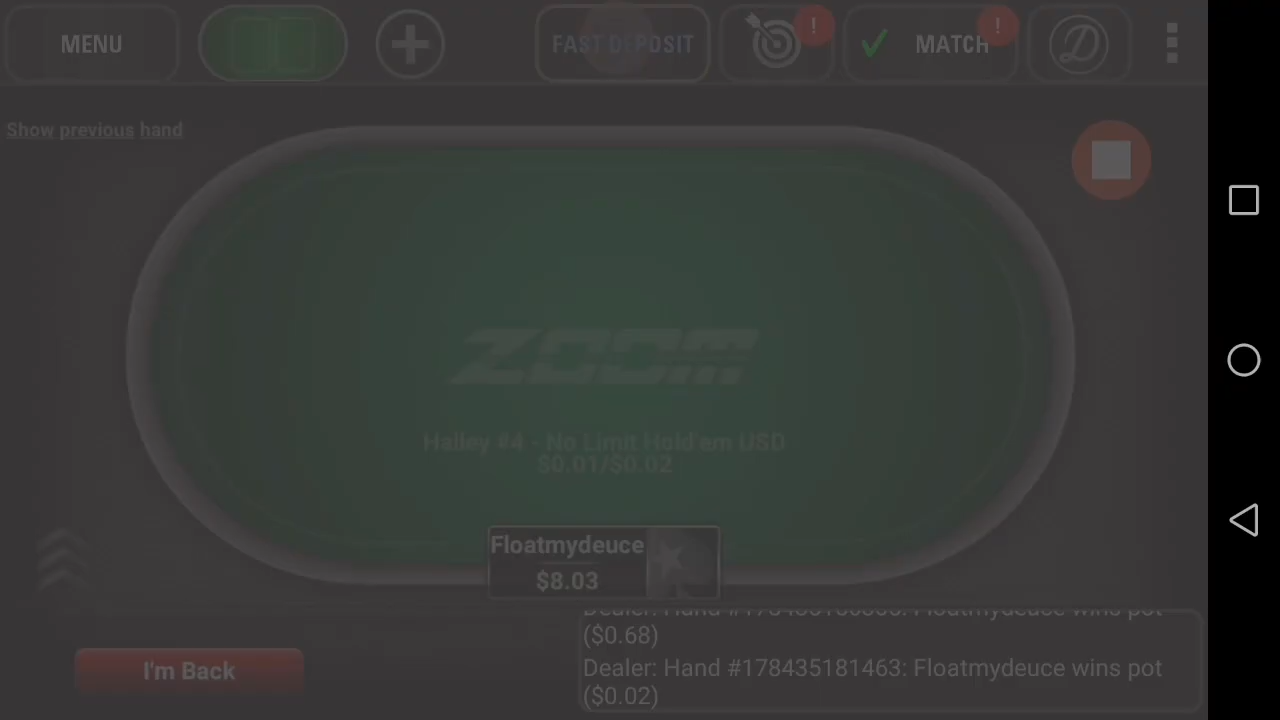 MENU
FAST DEPOSIT
!
MATCH
!
D
Show previous hand
ZOOM
Halley #4 - No Limit Hold'em USD
$0.01/$0.02
Floatmydeuce
$8.03
I'm Back
($0.68)
Dealer: Hand #178435181463: Floatmydeuce wins pot
($0.02)